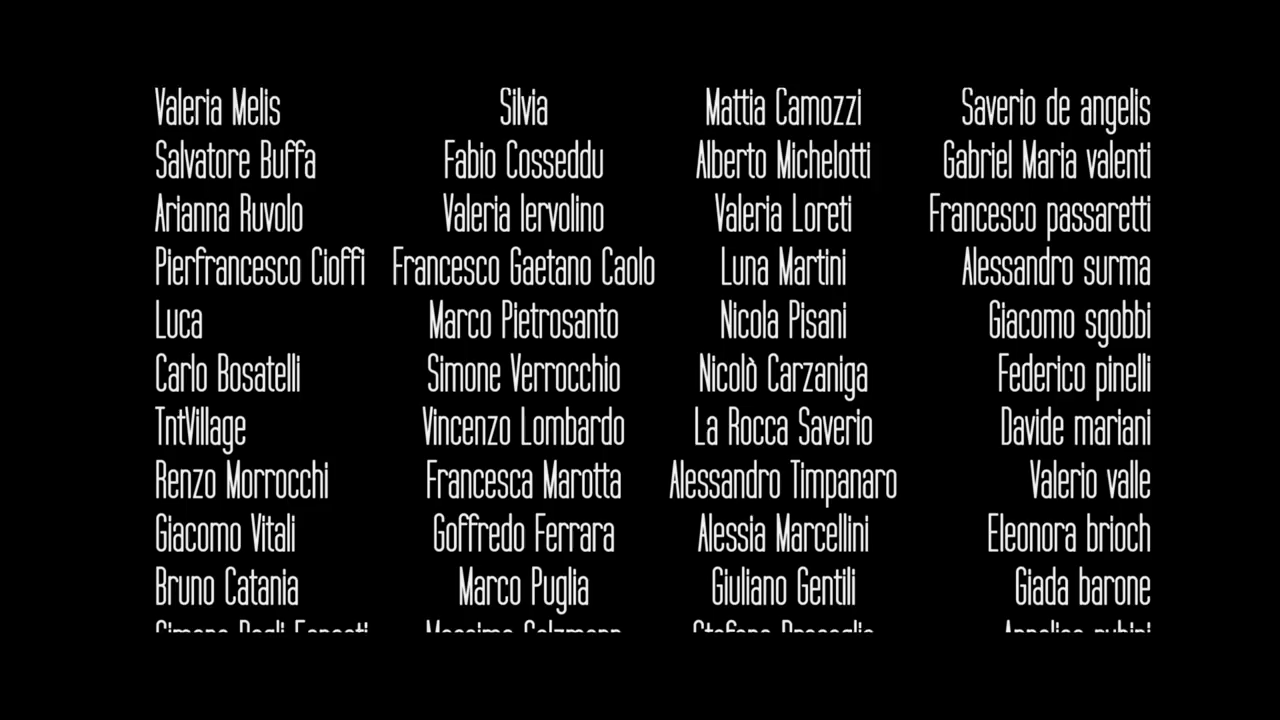 Valeria Melis Silvia Mattia Camozzi Saverio de angelis
Salvatore Buffa Fabio Cosseddu Alberto Michelotti Gabriel Maria valenti
Arianna Ruvolo Valeria Iervolino Valeria Loreti Francesco passaretti
Pierfrancesco Cioffi Francesco Gaetano Caolo Luna Martini Alessandro surma
Luca Marco Pietrosanto Nicola Pisani Giacomo sgobbi
Carlo Bosatelli Simone Verrocchio Nicolò Carzaniga Federico pinelli
TntVillage Vincenzo Lombardo La Rocca Saverio Davide mariani
Renzo Morrocchi Francesca Marotta Alessandro Timpanaro Valerio valle
Giacomo Vitali Goffredo Ferrara Alessia Marcellini Eleonora brioch
Bruno Catania Marco Puglia Giuliano Gentili Giada barone